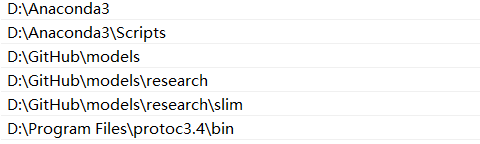 D:\Anaconda3
D:\Anaconda3\Scripts
D:\GitHub\models
D:\GitHub\models\research
D:\GitHub\models\research\slim
D:\Program Files\protoc3.4\bin